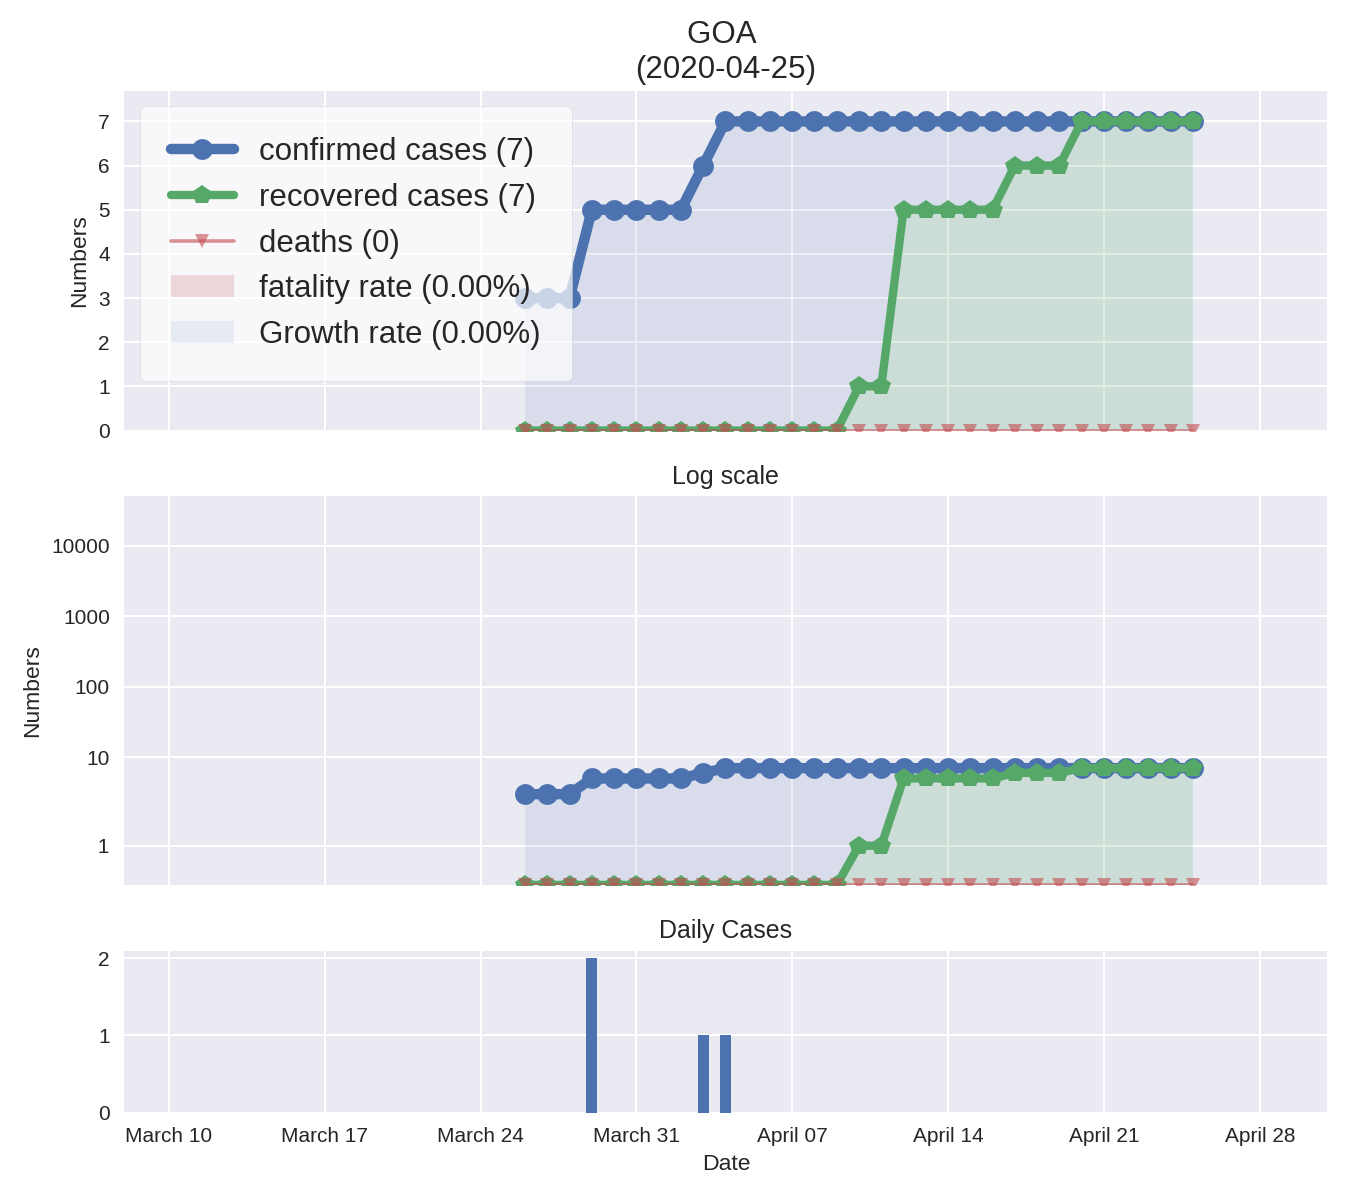 GOA
(2020-04-25)
7
6
5
4
3
2
1
0
Numbers
confirmed cases (7)
recovered cases (7)
deaths (0)
fatality rate (0.00%)
Growth rate (0.00%)
Log scale
10000
1000
100
10
1
Numbers
Daily Cases
2
1
0
March 10 March 17 March 24 March 31 April 07 April 14 April 21 April 28
Date